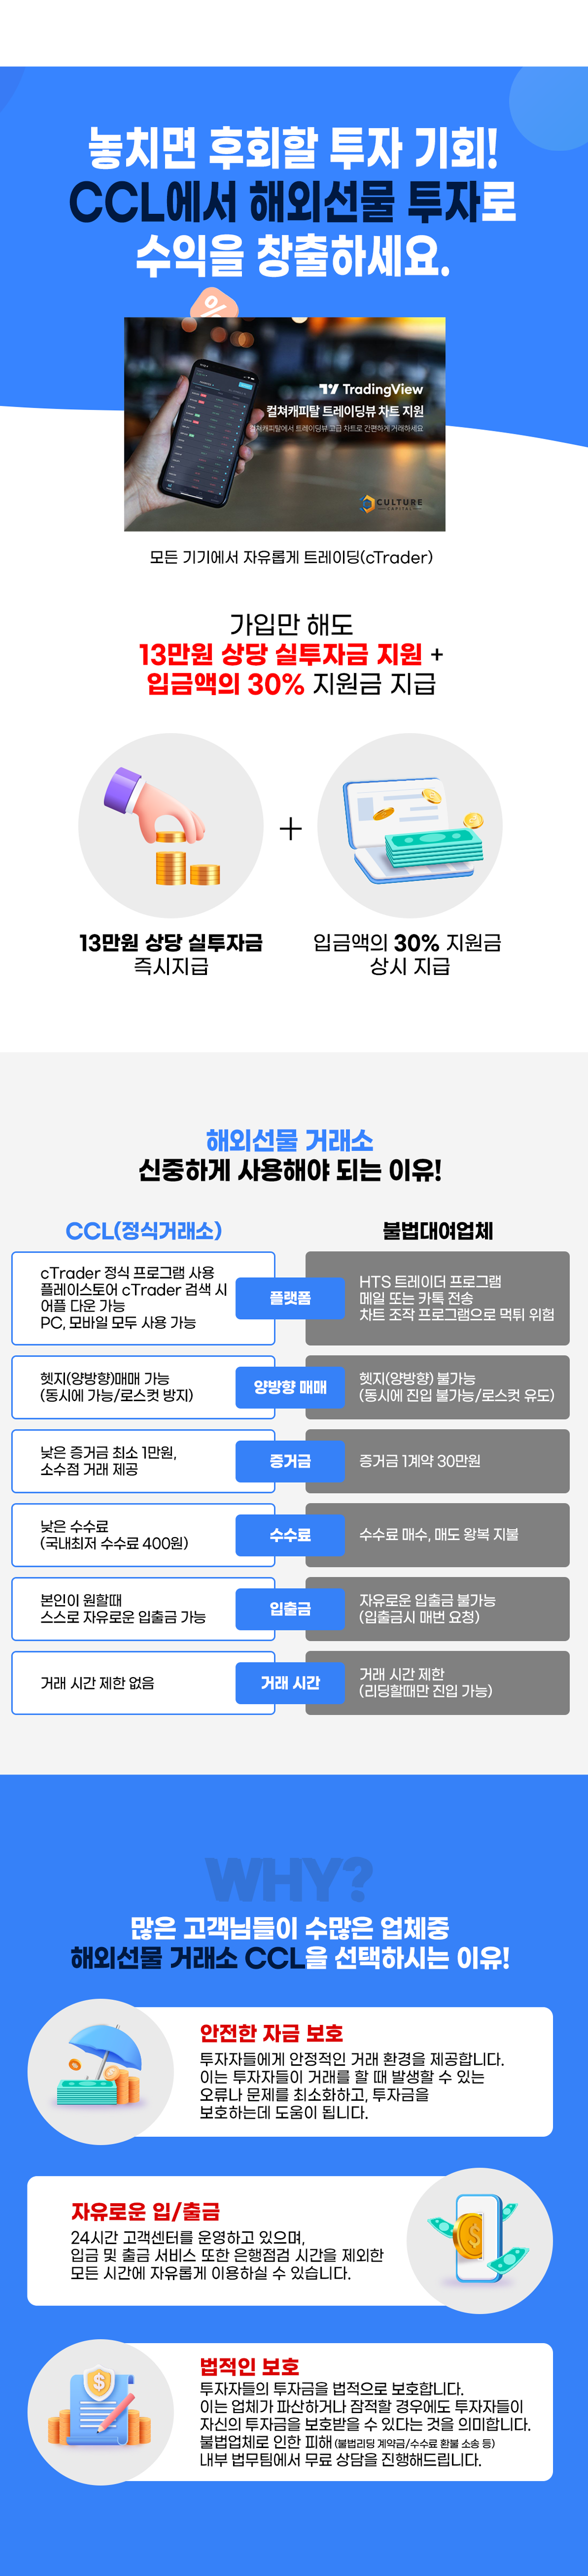 놓치면 후회할 투자 기회!
CCL에서 해외선물 투자로
수익을 창출하세요.
TradingView
컬쳐캐피탈 트레이딩뷰 차트 지원
컬쳐캐피탈에서 트레이딩뷰 고급 차트로 간편하게 거래하세요
CULTURE
CAPITAL
모든 기기에서 자유롭게 트레이딩(cTrader)
가입만 해도
13만원 상당 실투자금 지원 +
입금액의 30% 지원금 지급
+
13만원 상당 실투자금
즉시지급
입금액의 30% 지원금
상시 지급
해외선물 거래소
신중하게 사용해야 되는 이유!
CCL(정식거래소)
불법대여업체
cTrader 정식 프로그램 사용
플레이스토어 cTrader 검색 시
어플 다운 가능
PC, 모바일 모두 사용 가능
플랫폼
HTS 트레이더 프로그램
메일 또는 카톡 전송
차트 조작 프로그램으로 먹튀 위험
헷지(양방향)매매 가능
(동시에 가능/로스컷 방지)
양방향 매매
헷지(양방향) 불가능
(동시에 진입 불가능/로스컷 유도)
낮은 증거금 최소 1만원,
소수점 거래 제공
증거금
증거금 1계약 30만원
낮은 수수료
(국내최저 수수료 400원)
수수료
수수료 매수, 매도 왕복 지불
본인이 원할때
스스로 자유로운 입출금 가능
입출금
자유로운 입출금 불가능
(입출금시 매번 요청)
거래 시간 제한 없음
거래 시간
거래 시간 제한
(리딩할때만 진입 가능)
WHY?
많은 고객님들이 수많은 업체중
해외선물 거래소 CCL을 선택하시는 이유!
안전한 자금 보호
투자자들에게 안정적인 거래 환경을 제공합니다.
이는 투자자들이 거래를 할 때 발생할 수 있는
오류나 문제를 최소화하고, 투자금을
보호하는데 도움이 됩니다.
자유로운 입/출금
24시간 고객센터를 운영하고 있으며,
입금 및 출금 서비스 또한 은행점검 시간을 제외한
모든 시간에 자유롭게 이용하실 수 있습니다.
법적인 보호
투자자들의 투자금을 법적으로 보호합니다.
이는 업체가 파산하거나 잠적할 경우에도 투자자들이
자신의 투자금을 보호받을 수 있다는 것을 의미합니다.
불법업체로 인한 피해(불법리딩 계약금/수수료 환불 소송 등)
내부 법무팀에서 무료 상담을 진행해드립니다.